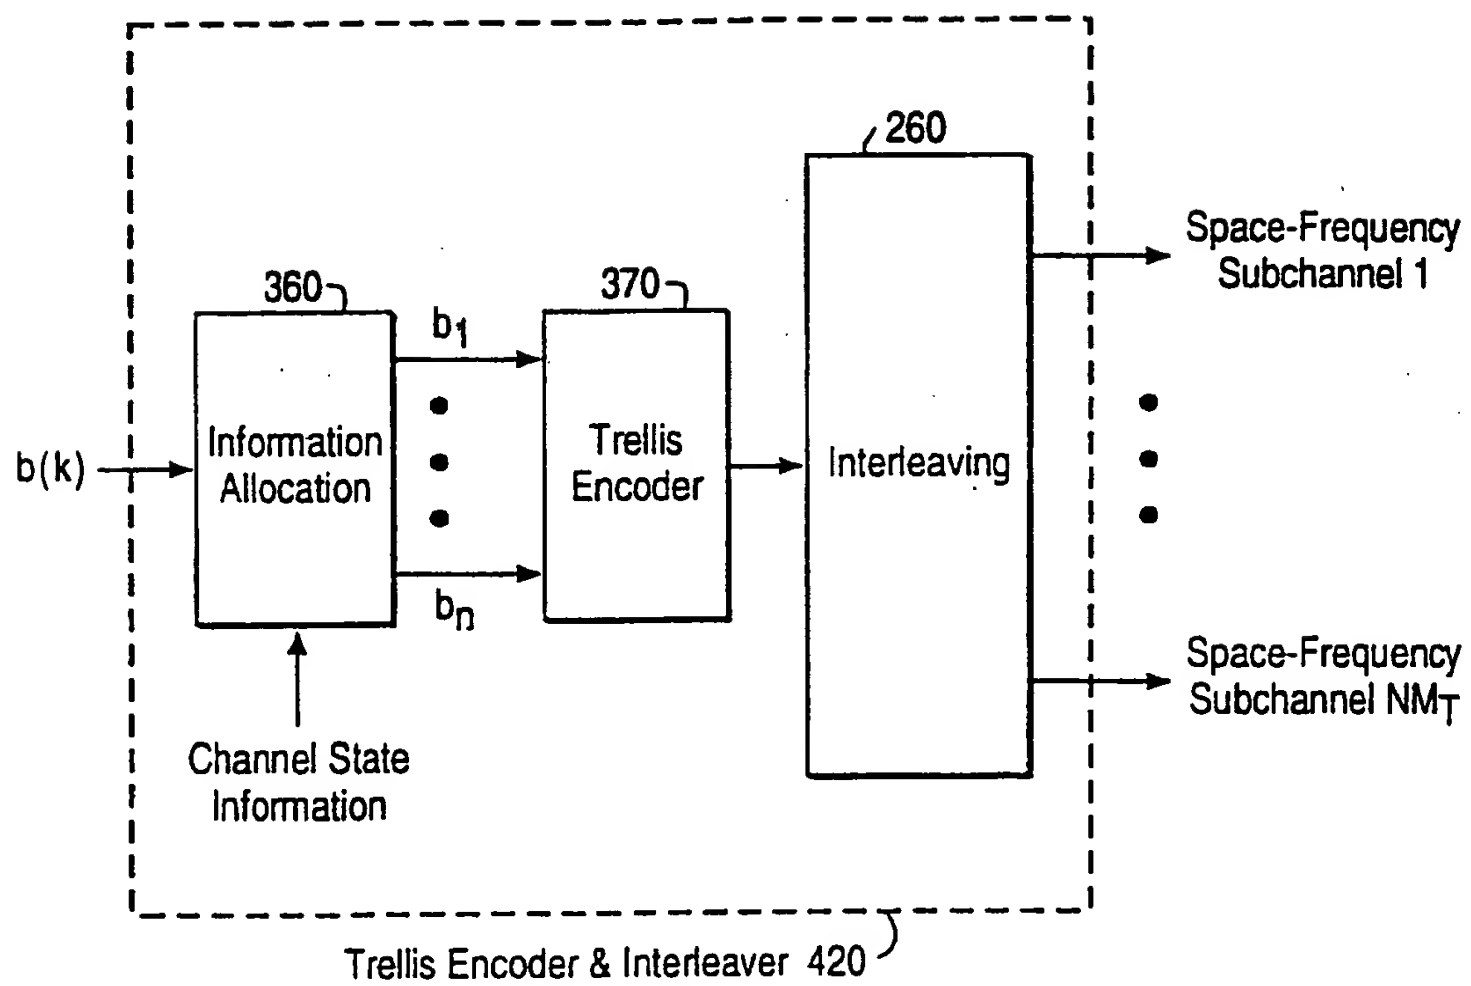 260
Space-Frequency
Subchannel 1
360
370
b1
b(k)
Information
Allocation
Trellis
Encoder
Interleaving
bn
Space-Frequency
Subchannel NMT
Channel State
Information
Trellis Encoder & Interleaver 420